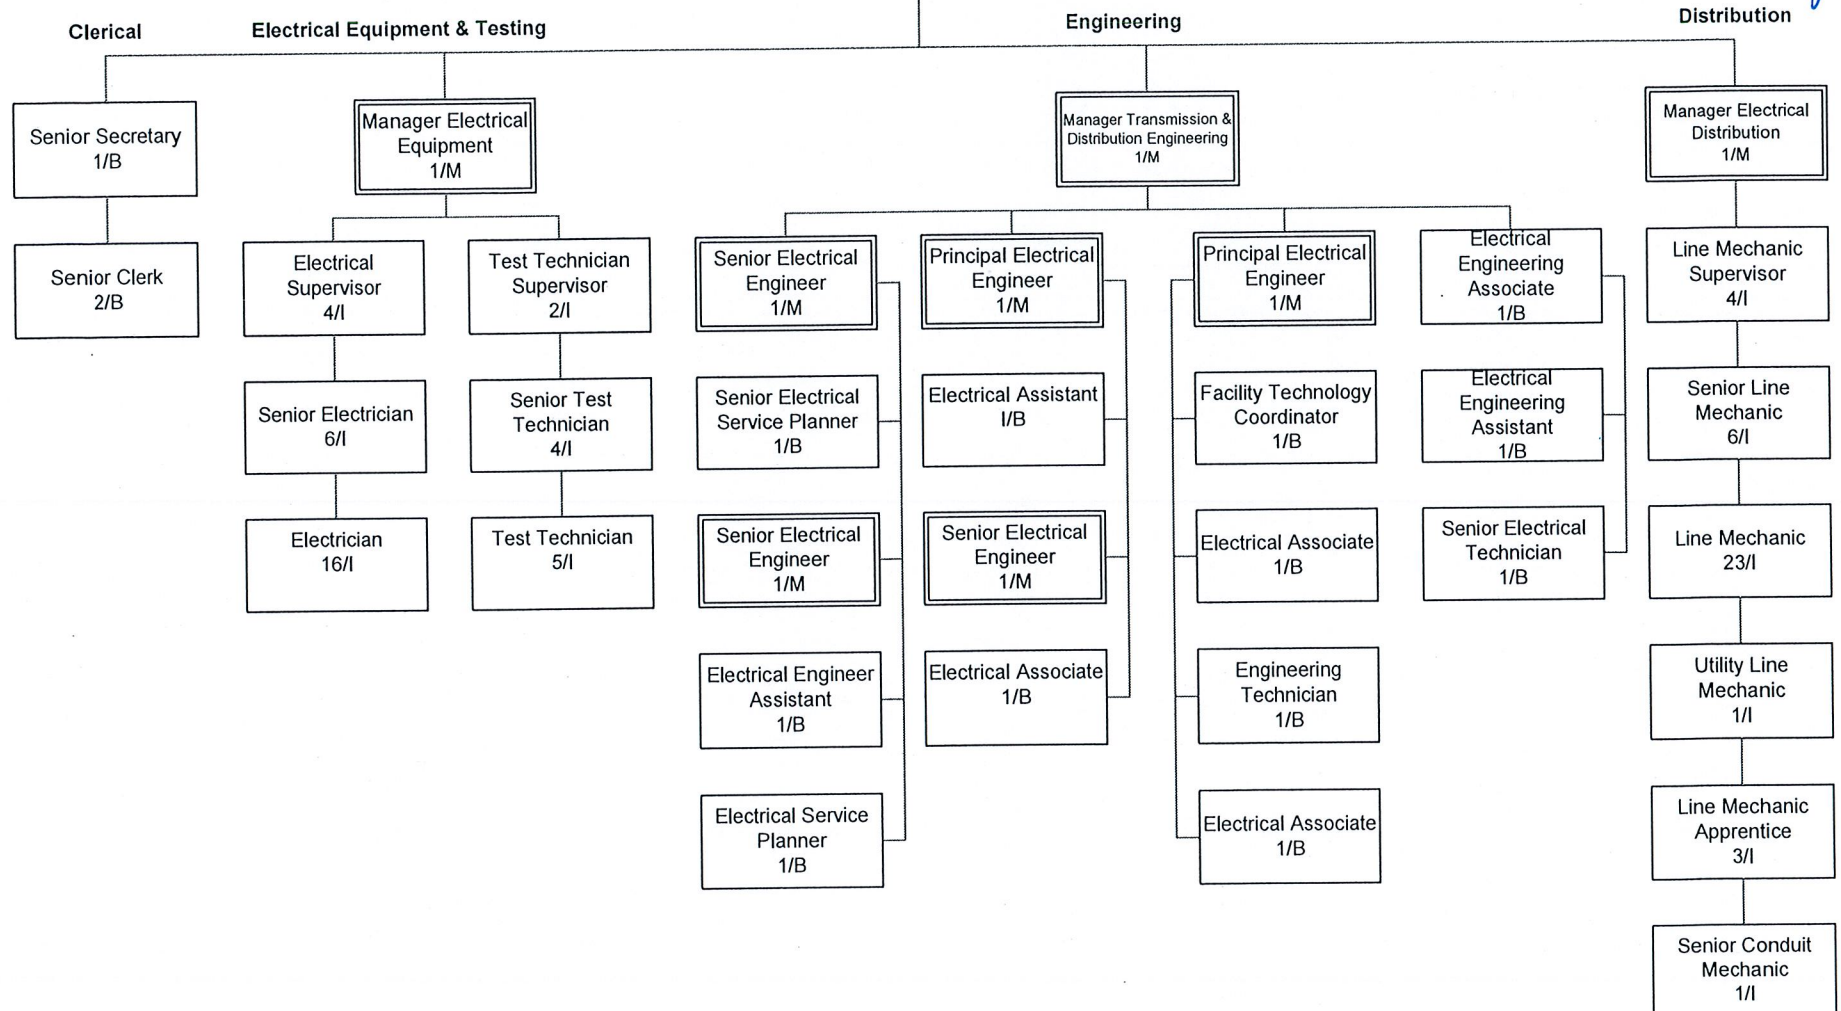 Clerical
Electrical Equipment & Testing
Engineering
Distribution
Senior Secretary
1/B
Senior Clerk
2/B
Manager Electrical
Equipment
1/M
Electrical
Supervisor
4/I
Senior Electrician
6/I
Electrician
16/I
Test Technician
Supervisor
2/I
Senior Test
Technician
4/I
Test Technician
5/I
Manager Transmission &
Distribution Engineering
1/M
Senior Electrical
Engineer
1/M
Senior Electrical
Service Planner
1/B
Senior Electrical
Engineer
1/M
Electrical Engineer
Assistant
1/B
Electrical Service
Planner
1/B
Principal Electrical
Engineer
1/M
Electrical Assistant
I/B
Senior Electrical
Engineer
1/M
Electrical Associate
1/B
Principal Electrical
Engineer
1/M
Facility Technology
Coordinator
1/B
Electrical Associate
1/B
Engineering
Technician
1/B
Electrical Associate
1/B
Electrical
Engineering
Associate
1/B
Electrical
Engineering
Assistant
1/B
Senior Electrical
Technician
1/B
Manager Electrical
Distribution
1/M
Line Mechanic
Supervisor
4/I
Senior Line
Mechanic
6/I
Line Mechanic
23/I
Utility Line
Mechanic
1/I
Line Mechanic
Apprentice
3/I
Senior Conduit
Mechanic
1/I